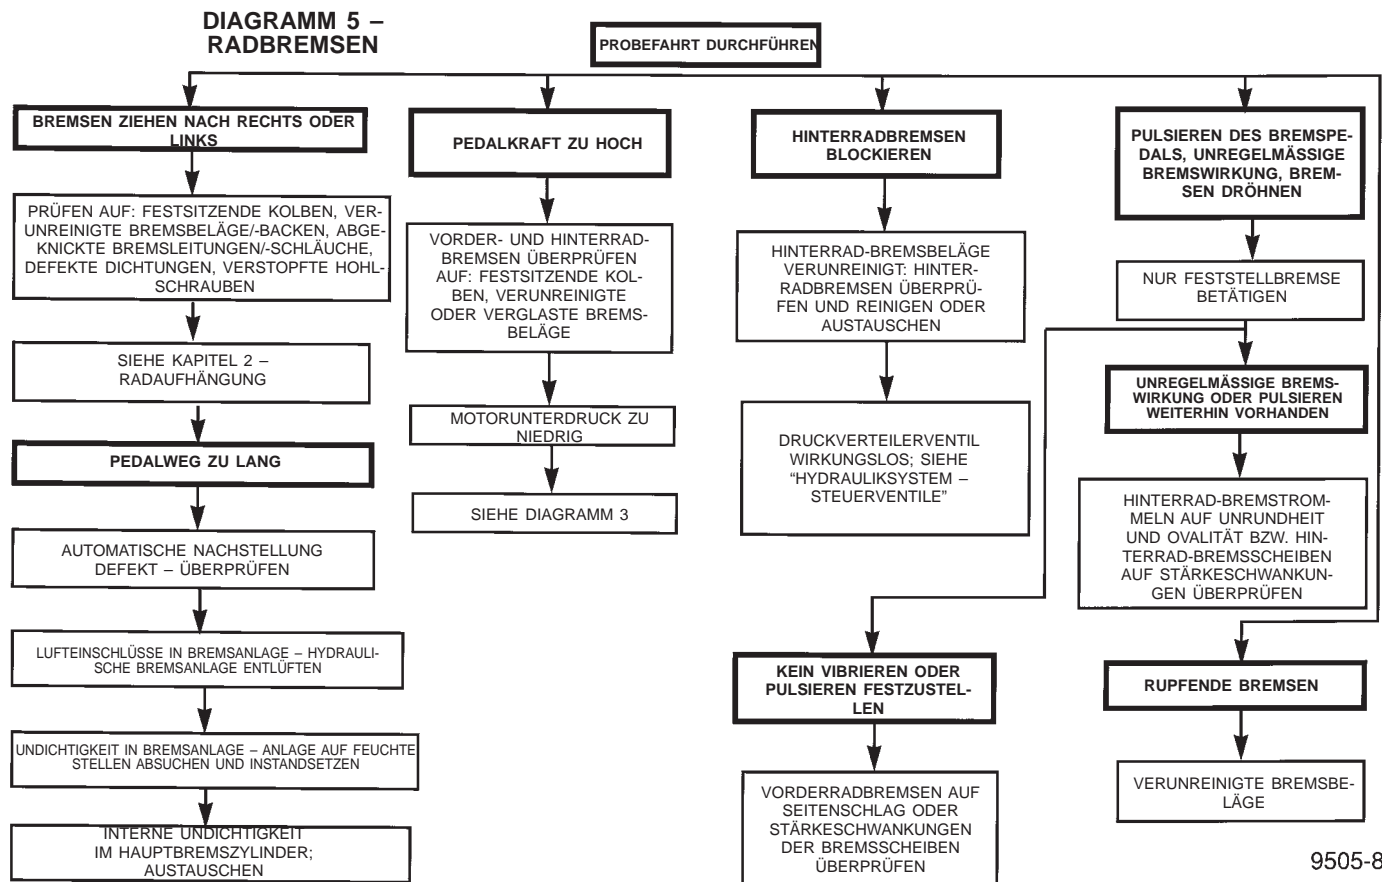 DIAGRAMM 5 –
RADBREMSEN
PROBEFAHRT DURCHFÜHREN
BREMSEN ZIEHEN NACH RECHTS ODER
LINKS
PRÜFEN AUF: FESTSITZENDE KOLBEN, VER-
UNREINIGTE BREMSBELÄGE/-BACKEN, ABGE-
KNICKTE BREMSLEITUNGEN/-SCHLÄUCHE,
DEFEKTE DICHTUNGEN, VERSTOPFTE HOHL-
SCHRAUBEN
SIEHE KAPITEL 2 –
RADAUFHÄNGUNG
PEDALWEG ZU LANG
AUTOMATISCHE NACHSTELLUNG
DEFEKT – ÜBERPRÜFEN
LUFTEINSCHLÜSSE IN BREMSANLAGE – HYDRAULI-
SCHE BREMSANLAGE ENTLÜFTEN
UNDICHTIGKEIT IN BREMSANLAGE – ANLAGE AUF FEUCHTE
STELLEN ABSUCHEN UND INSTANDSETZEN
INTERNE UNDICHTIGKEIT
IM HAUPTBREMSZYLINDER;
AUSTAUSCHEN
PEDALKRAFT ZU HOCH
VORDER- UND HINTERRAD-
BREMSEN ÜBERPRÜFEN
AUF: FESTSITZENDE KOL-
BEN, VERUNREINIGTE
ODER VERGLASTE BREMS-
BELÄGE
MOTORUNTERDRUCK ZU
NIEDRIG
SIEHE DIAGRAMM 3
HINTERRADBREMSEN
BLOCKIEREN
HINTERRAD-BREMSBELÄGE
VERUNREINIGT: HINTER-
RADBREMSEN ÜBERPRÜ-
FEN UND REINIGEN ODER
AUSTAUSCHEN
DRUCKVERTEILERVENTIL
WIRKUNGSLOS; SIEHE
“HYDRAULIKSYSTEM –
STEUERVENTILE”
PULSIEREN DES BREMSPE-
DALS, UNREGELMÄSSIGE
BREMSWIRKUNG, BREM-
SEN DRÖHNEN
NUR FESTSTELLBREMSE
BETÄTIGEN
UNREGELMÄSSIGE BREMS-
WIRKUNG ODER PULSIEREN
WEITERHIN VORHANDEN
HINTERRAD-BREMSTROM-
MELN AUF UNRUNDHEIT
UND OVALITÄT BZW. HIN-
TERRAD-BREMSSCHEIBEN
AUF STÄRKESCHWANKUN-
GEN ÜBERPRÜFEN
KEIN VIBRIEREN ODER
PULSIEREN FESTZUSTEL-
LEN
VORDERRADBREMSEN AUF
SEITENSCHLAG ODER
STÄRKESCHWANKUNGEN
DER BREMSSCHEIBEN
ÜBERPRÜFEN
RUPFENDE BREMSEN
VERUNREINIGTE BREMSBE-
LÄGE
9505-8